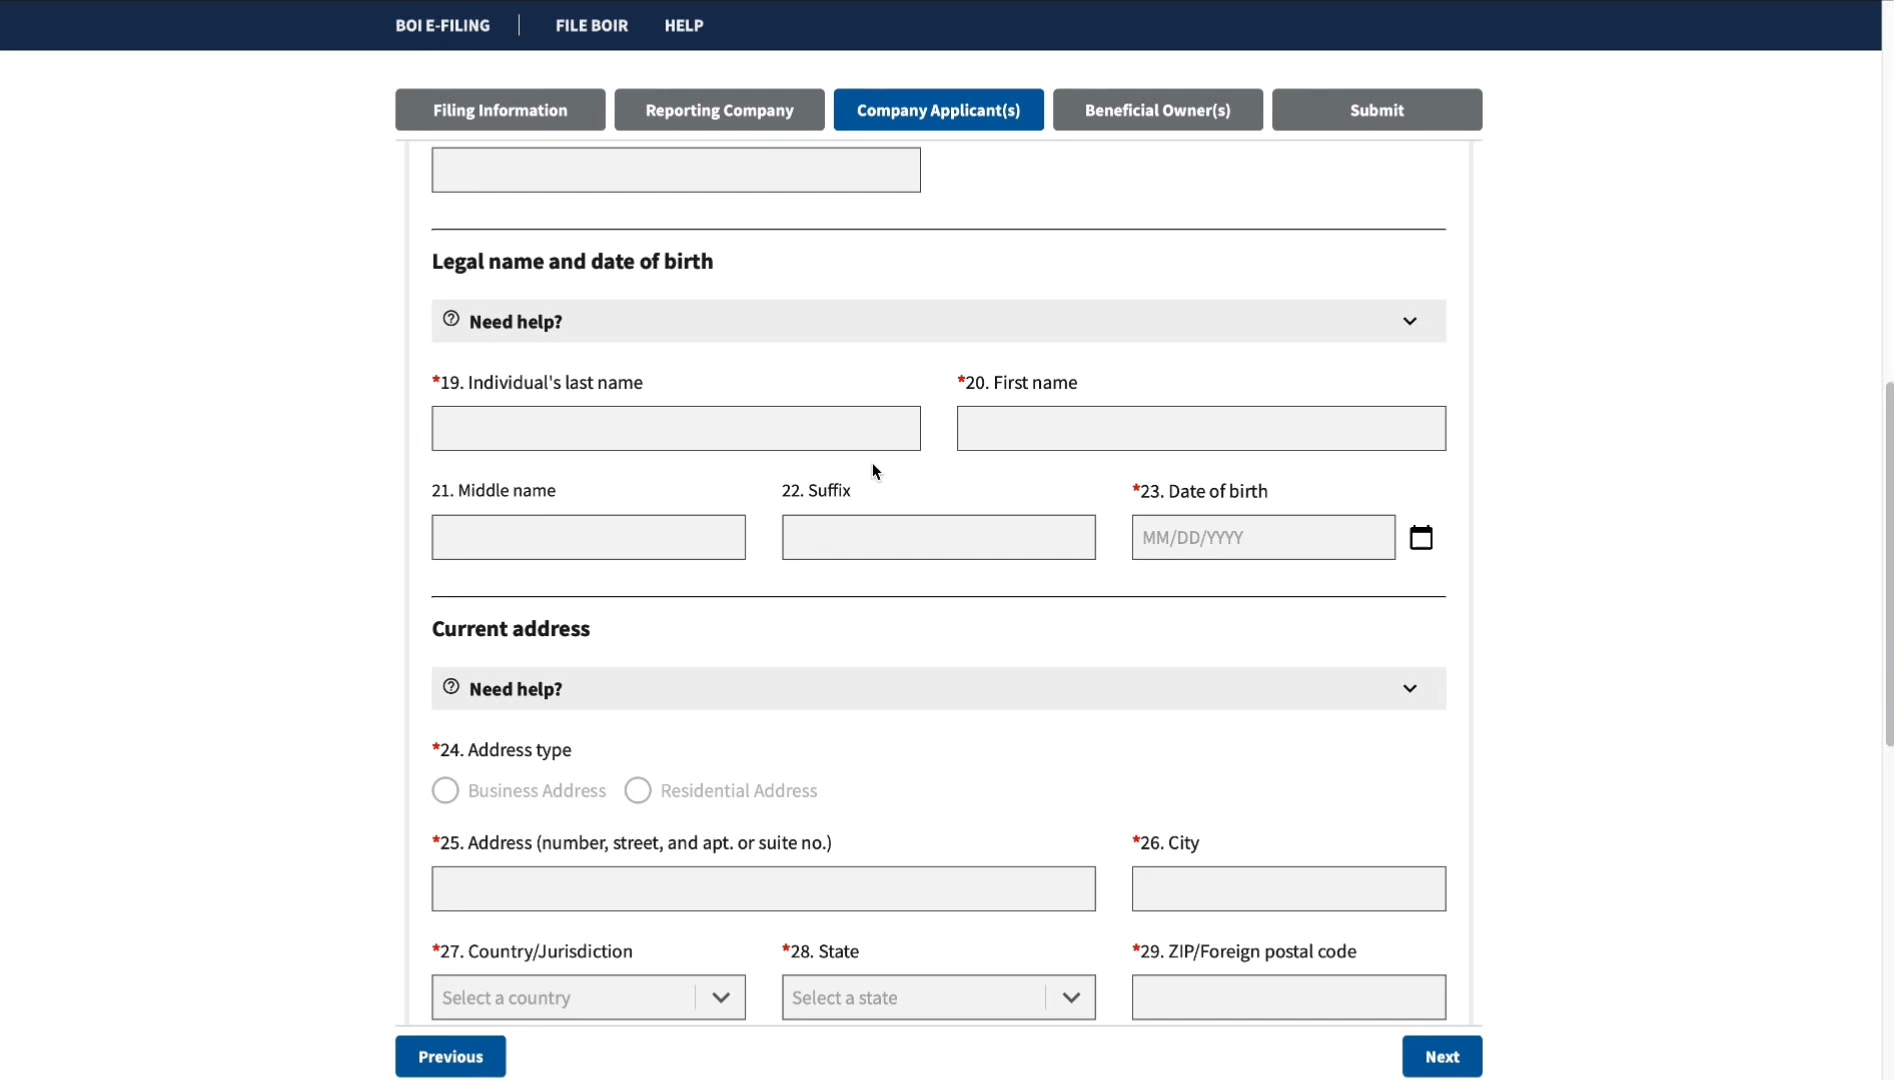 BOI E-FILING FILE BOIR HELP
Filing Information Reporting Company Company Applicant(s) Beneficial Owner(s) Submit
Legal name and date of birth
Need help?
*19. Individual's last name *20. First name
21. Middle name 22. Suffix *23. Date of birth
MM/DD/YYYY
Current address
Need help?
*24. Address type
Business Address Residential Address
*25. Address (number, street, and apt. or suite no.) *26. City
*27. Country/Jurisdiction *28. State *29. ZIP/Foreign postal code
Select a country Select a state
Previous Next